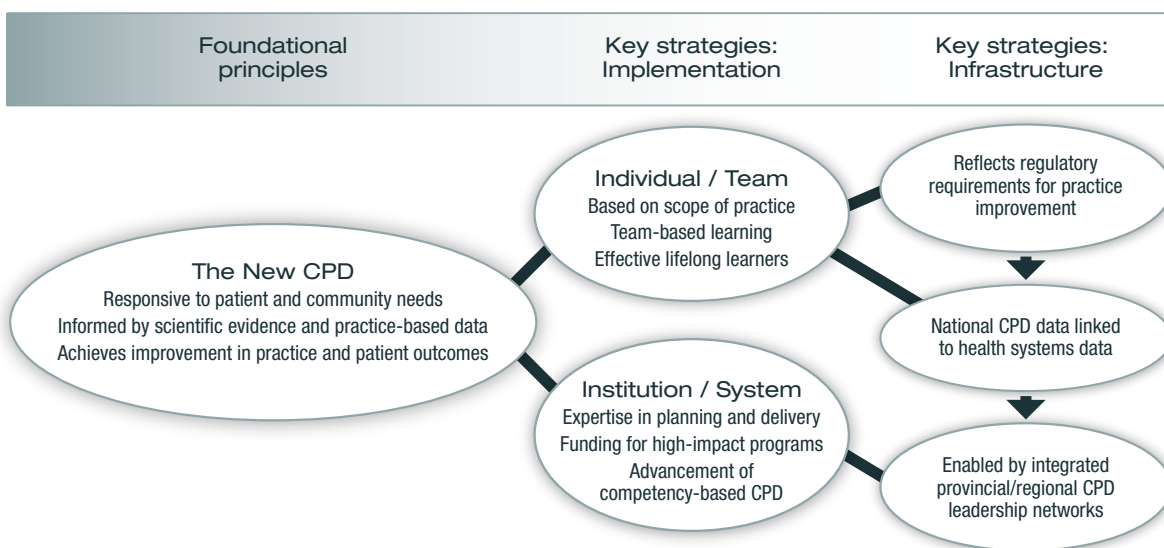 Foundational
principles
Key strategies:
Implementation
Key strategies:
Infrastructure
The New CPD
Responsive to patient and community needs
Informed by scientific evidence and practice-based data
Achieves improvement in practice and patient outcomes
Individual / Team
Based on scope of practice
Team-based learning
Effective lifelong learners
Institution / System
Expertise in planning and delivery
Funding for high-impact programs
Advancement of
competency-based CPD
Reflects regulatory
requirements for practice
improvement
National CPD data linked
to health systems data
Enabled by integrated
provincial/regional CPD
leadership networks